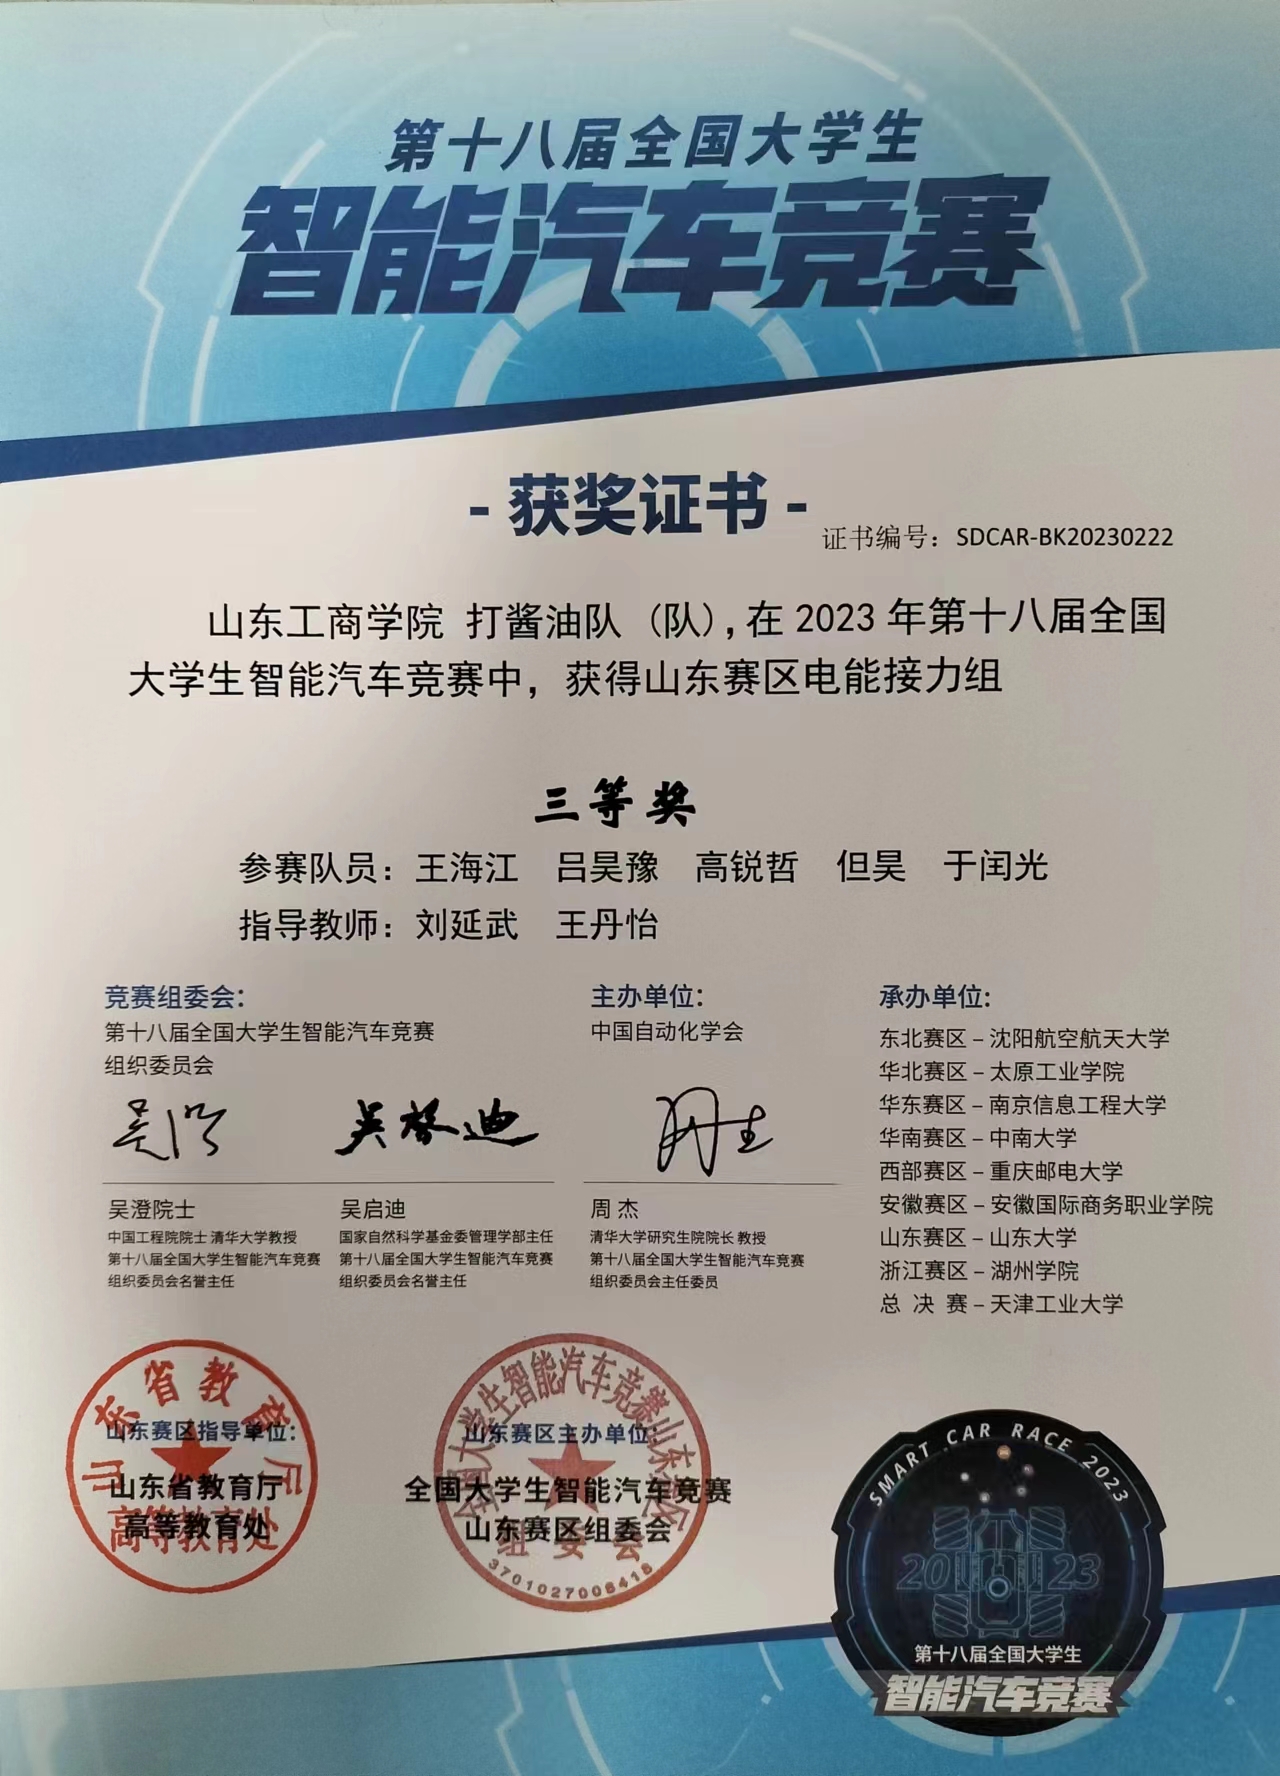 第十八届全国大学生
智能汽车竞赛
- 获奖证书 -
证书编号：SDCAR-BK20230222
山东工商学院 打酱油队（队），在 2023 年第十八届全国
大学生智能汽车竞赛中，获得山东赛区电能接力组
三等奖
参赛队员：王海江 吕昊豫 高锐哲 但昊 于闰光
指导教师：刘延武 王丹怡
竞赛组委会：
第十八届全国大学生智能汽车竞赛
组织委员会
吴澄
吴启迪
周杰
吴澄院士
中国工程院院士 清华大学教授
第十八届全国大学生智能汽车竞赛
组织委员会名誉主任
吴启迪
国家自然科学基金委管理学部主任
第十八届全国大学生智能汽车竞赛
组织委员会名誉主任
主办单位：
中国自动化学会
周 杰
清华大学研究生院院长 教授
第十八届全国大学生智能汽车竞赛
组织委员会主任委员
承办单位：
东北赛区 – 沈阳航空航天大学
华北赛区 – 太原工业学院
华东赛区 – 南京信息工程大学
华南赛区 – 中南大学
西部赛区 – 重庆邮电大学
安徽赛区 – 安徽国际商务职业学院
山东赛区 – 山东大学
浙江赛区 – 湖州学院
总 决 赛 – 天津工业大学
山东省教育厅
高等教育处
山东赛区指导单位：
山东省教育厅
高等教育处
全国大学生智能汽车竞赛山东赛区
组委会
3701027008418
山东赛区主办单位：
全国大学生智能汽车竞赛
山东赛区组委会
SMART CAR RACE 2023
2023
第十八届全国大学生
智能汽车竞赛